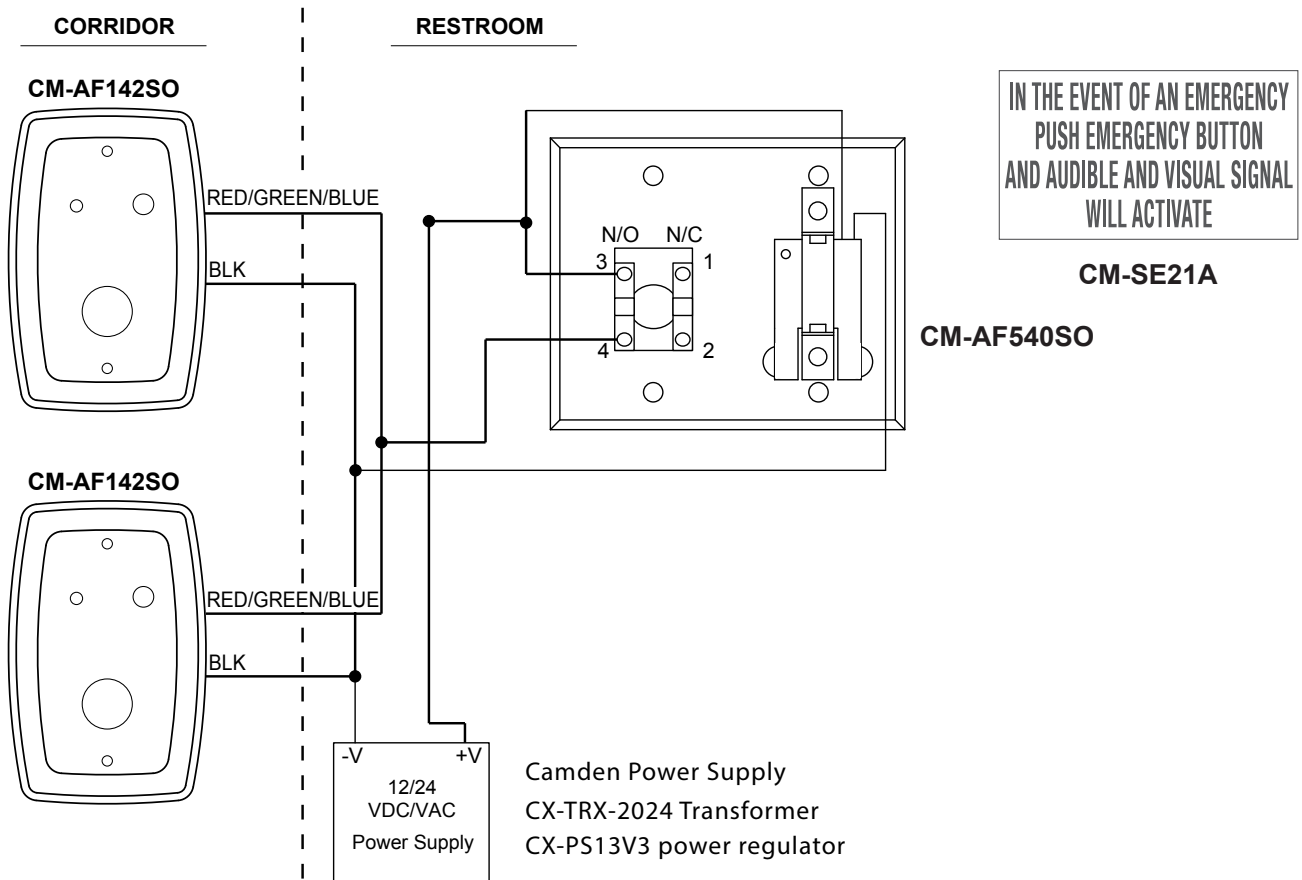 CORRIDOR
RESTROOM
CM-AF142SO
RED/GREEN/BLUE
BLK
N/O N/C
3 1
4 2
IN THE EVENT OF AN EMERGENCY
PUSH EMERGENCY BUTTON
AND AUDIBLE AND VISUAL SIGNAL
WILL ACTIVATE
CM-SE21A
CM-AF540SO
CM-AF142SO
RED/GREEN/BLUE
BLK
-V +V
12/24
VDC/VAC
Power Supply
Camden Power Supply
CX-TRX-2024 Transformer
CX-PS13V3 power regulator